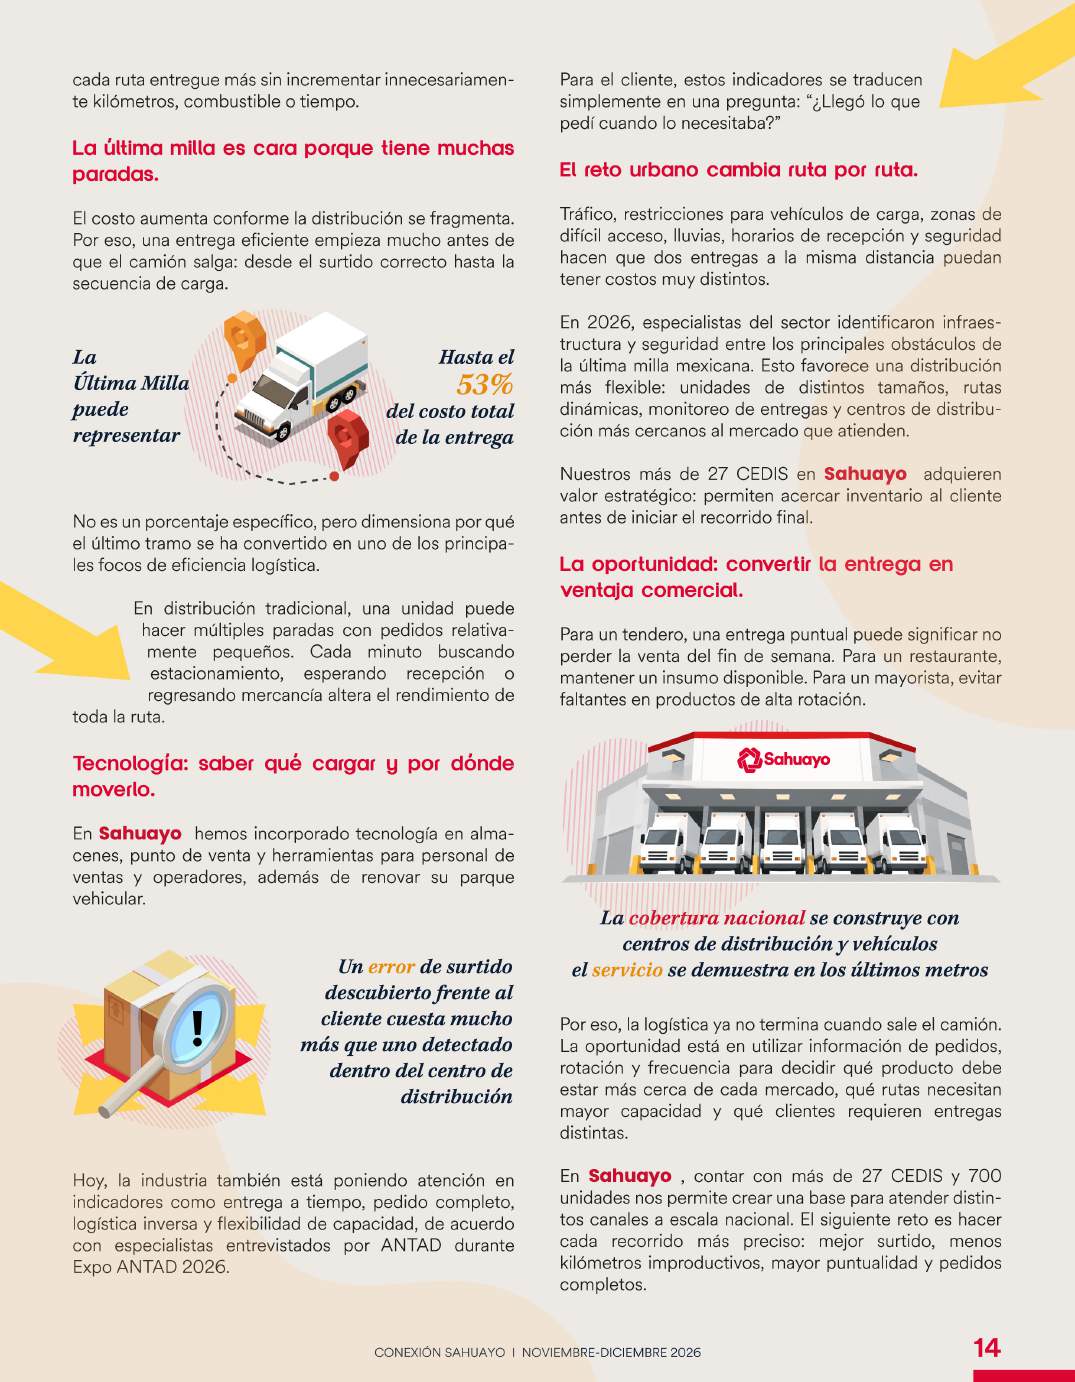 cada ruta entregue más sin incrementar innecesariamen-
te kilómetros, combustible o tiempo.
La última milla es cara porque tiene muchas
paradas.
El costo aumenta conforme la distribución se fragmenta.
Por eso, una entrega eficiente empieza mucho antes de
que el camión salga: desde el surtido correcto hasta la
secuencia de carga.
La
Última Milla
puede
representar
Hasta el
53%
del costo total
de la entrega
No es un porcentaje específico, pero dimensiona por qué
el último tramo se ha convertido en uno de los principa-
les focos de eficiencia logística.
En distribución tradicional, una unidad puede
hacer múltiples paradas con pedidos relativa-
mente pequeños. Cada minuto buscando
estacionamiento, esperando recepción o
regresando mercancía altera el rendimiento de
toda la ruta.
Tecnología: saber qué cargar y por dónde
moverlo.
En Sahuayo hemos incorporado tecnología en alma-
cenes, punto de venta y herramientas para personal de
ventas y operadores, además de renovar su parque
vehicular.
!
Un error de surtido
descubierto frente al
cliente cuesta mucho
más que uno detectado
dentro del centro de
distribución
Hoy, la industria también está poniendo atención en
indicadores como entrega a tiempo, pedido completo,
logística inversa y flexibilidad de capacidad, de acuerdo
con especialistas entrevistados por ANTAD durante
Expo ANTAD 2026.
Para el cliente, estos indicadores se traducen
simplemente en una pregunta: “¿Llegó lo que
pedí cuando lo necesitaba?”
El reto urbano cambia ruta por ruta.
Tráfico, restricciones para vehículos de carga, zonas de
difícil acceso, lluvias, horarios de recepción y seguridad
hacen que dos entregas a la misma distancia puedan
tener costos muy distintos.
En 2026, especialistas del sector identificaron infraes-
tructura y seguridad entre los principales obstáculos de
la última milla mexicana. Esto favorece una distribución
más flexible: unidades de distintos tamaños, rutas
dinámicas, monitoreo de entregas y centros de distribu-
ción más cercanos al mercado que atienden.
Nuestros más de 27 CEDIS en Sahuayo adquieren
valor estratégico: permiten acercar inventario al cliente
antes de iniciar el recorrido final.
La oportunidad: convertir la entrega en
ventaja comercial.
Para un tendero, una entrega puntual puede significar no
perder la venta del fin de semana. Para un restaurante,
mantener un insumo disponible. Para un mayorista, evitar
faltantes en productos de alta rotación.
Sahuayo
La cobertura nacional se construye con
centros de distribución y vehículos
el servicio se demuestra en los últimos metros
Por eso, la logística ya no termina cuando sale el camión.
La oportunidad está en utilizar información de pedidos,
rotación y frecuencia para decidir qué producto debe
estar más cerca de cada mercado, qué rutas necesitan
mayor capacidad y qué clientes requieren entregas
distintas.
En Sahuayo , contar con más de 27 CEDIS y 700
unidades nos permite crear una base para atender distin-
tos canales a escala nacional. El siguiente reto es hacer
cada recorrido más preciso: mejor surtido, menos
kilómetros improductivos, mayor puntualidad y pedidos
completos.
CONEXIÓN SAHUAYO | NOVIEMBRE-DICIEMBRE 2026
14